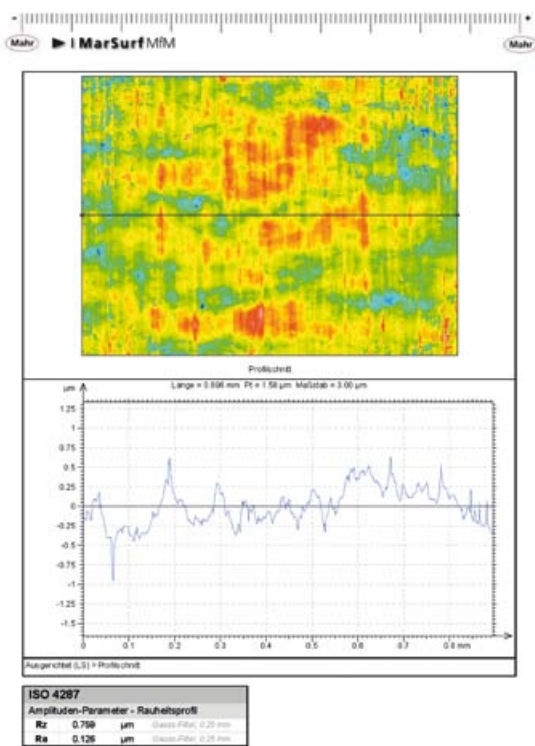 - +
Mahr MarSurf MfM Mahr
Profilschnitt
Länge = 0.896 mm Pt = 1.58 µm Maßstab = 3.00 µm
µm
1.25
1
0.75
0.5
0.25
0
-0.25
-0.5
-0.75
-1
-1.25
-1.5
0 0.1 0.2 0.3 0.4 0.5 0.6 0.7 0.8 mm
Ausgerichtet (LS) > Profilschnitt
ISO 4287
Amplituden-Parameter - Rauheitsprofil
Rz 0.759 µm Gauss-Filter, 0.25 mm
Ra 0.126 µm Gauss-Filter, 0.25 mm